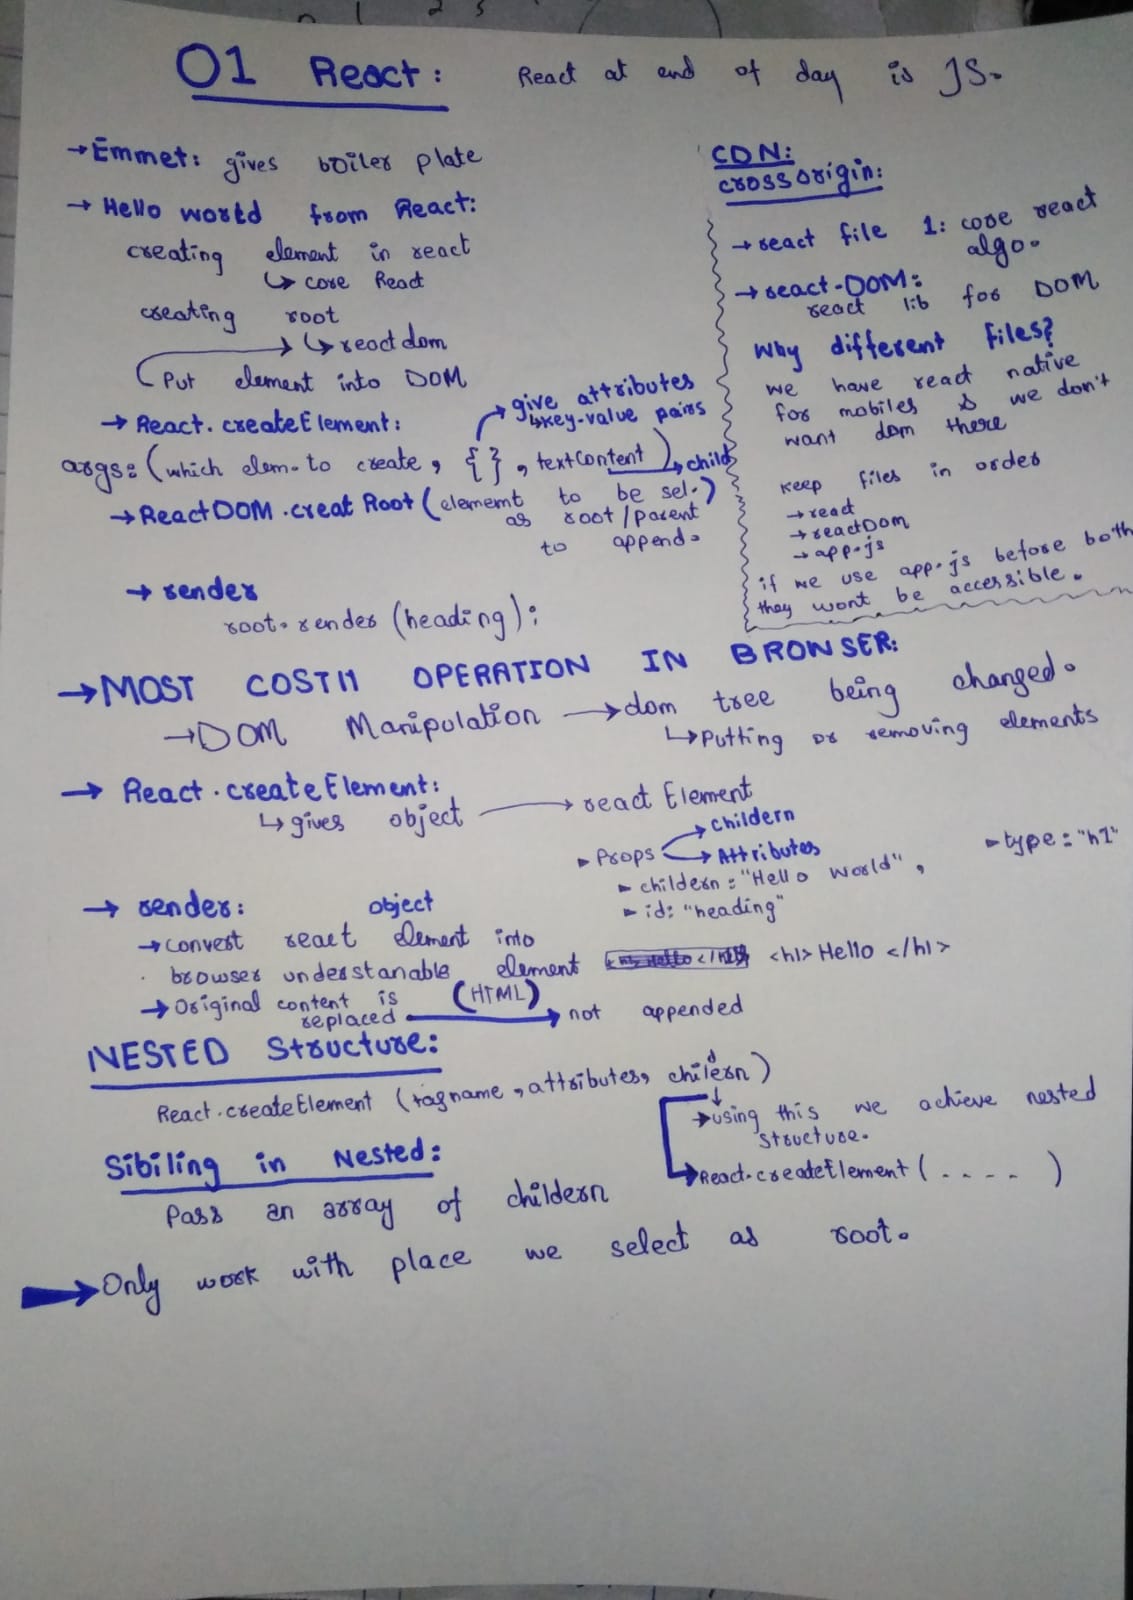 01 React: React at end of day is JS.
→ Emmet: gives boiler plate
→ Hello world from React:
creating element in react
↳ core React
creating root
↳ react dom
Put element into DOM
→ React.createElement:
give attributes
↳ key-value pairs
args: (which elem. to create, { }, textContent) → child
→ ReactDOM.creat Root (element to be sel.)
as root/parent
to append.
→ render
root.render (heading);
CDN:
crossorigin:
→ react file 1: core react
algo.
→ react-DOM:
react lib for DOM
Why different files?
we have react native
for mobiles & we don't
want dom there
Keep files in order
→ react
→ reactDom
→ app.js
if we use app.js before both
they wont be accessible.
→ MOST COSTly OPERATION IN BROWSER:
→ DOM Manipulation → dom tree being changed.
↳ Putting or removing elements
→ React.createElement:
↳ gives object → react Element
▸ Props → childern
→ Attributes
▸ childern: "Hello World", ▸ type: "h1"
▸ id: "heading"
→ render: object
→ convert react element into
browser understanable element <h1> Hello </h1>
(HTML)
→ Original content is
replaced → not appended
NESTED Structure:
React.createElement (tagname, attributes, childern)
→ using this we achieve nested
structure.
→ React.createElement (. . . . )
Sibiling in Nested:
Pass an array of childern
→ Only work with place we select as root.